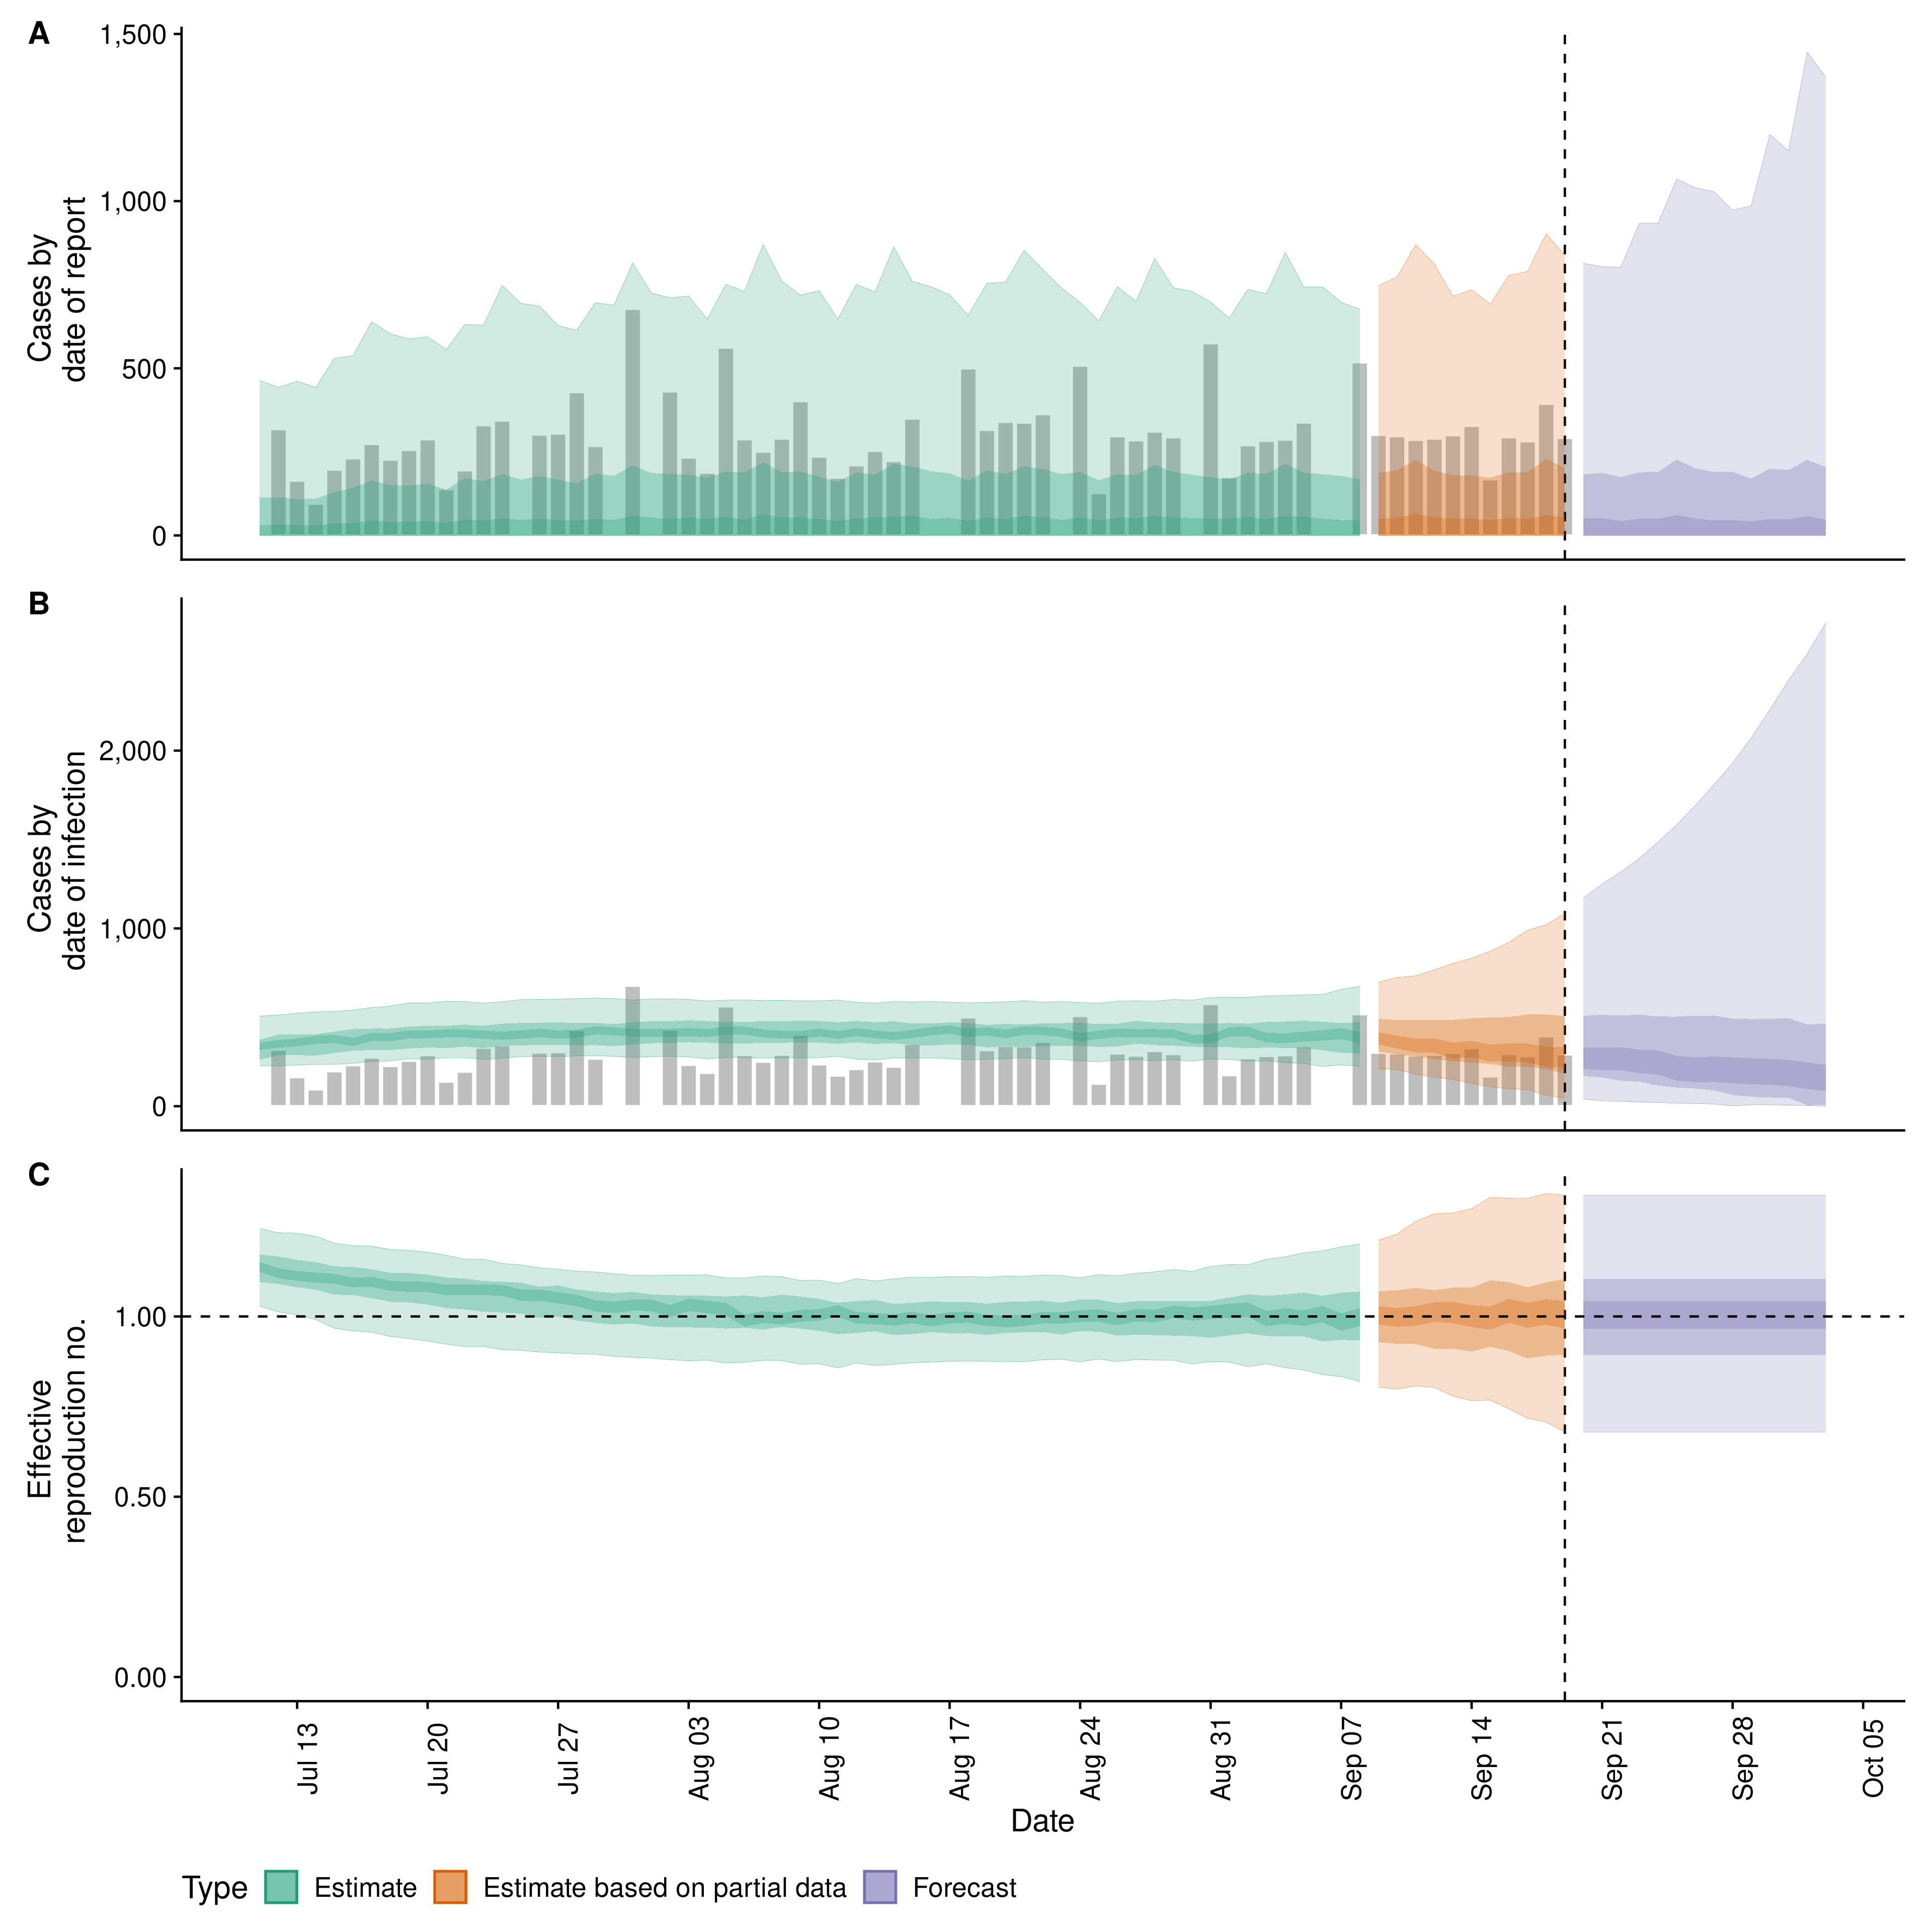 A
Cases by
date of report
1,500
1,000
500
0
B
Cases by
date of infection
2,000
1,000
0
C
Effective
reproduction no.
1.00
0.50
0.00
Jul 13
Jul 20
Jul 27
Aug 03
Aug 10
Aug 17
Aug 24
Aug 31
Sep 07
Sep 14
Sep 21
Sep 28
Oct 05
Date
Type
Estimate
Estimate based on partial data
Forecast